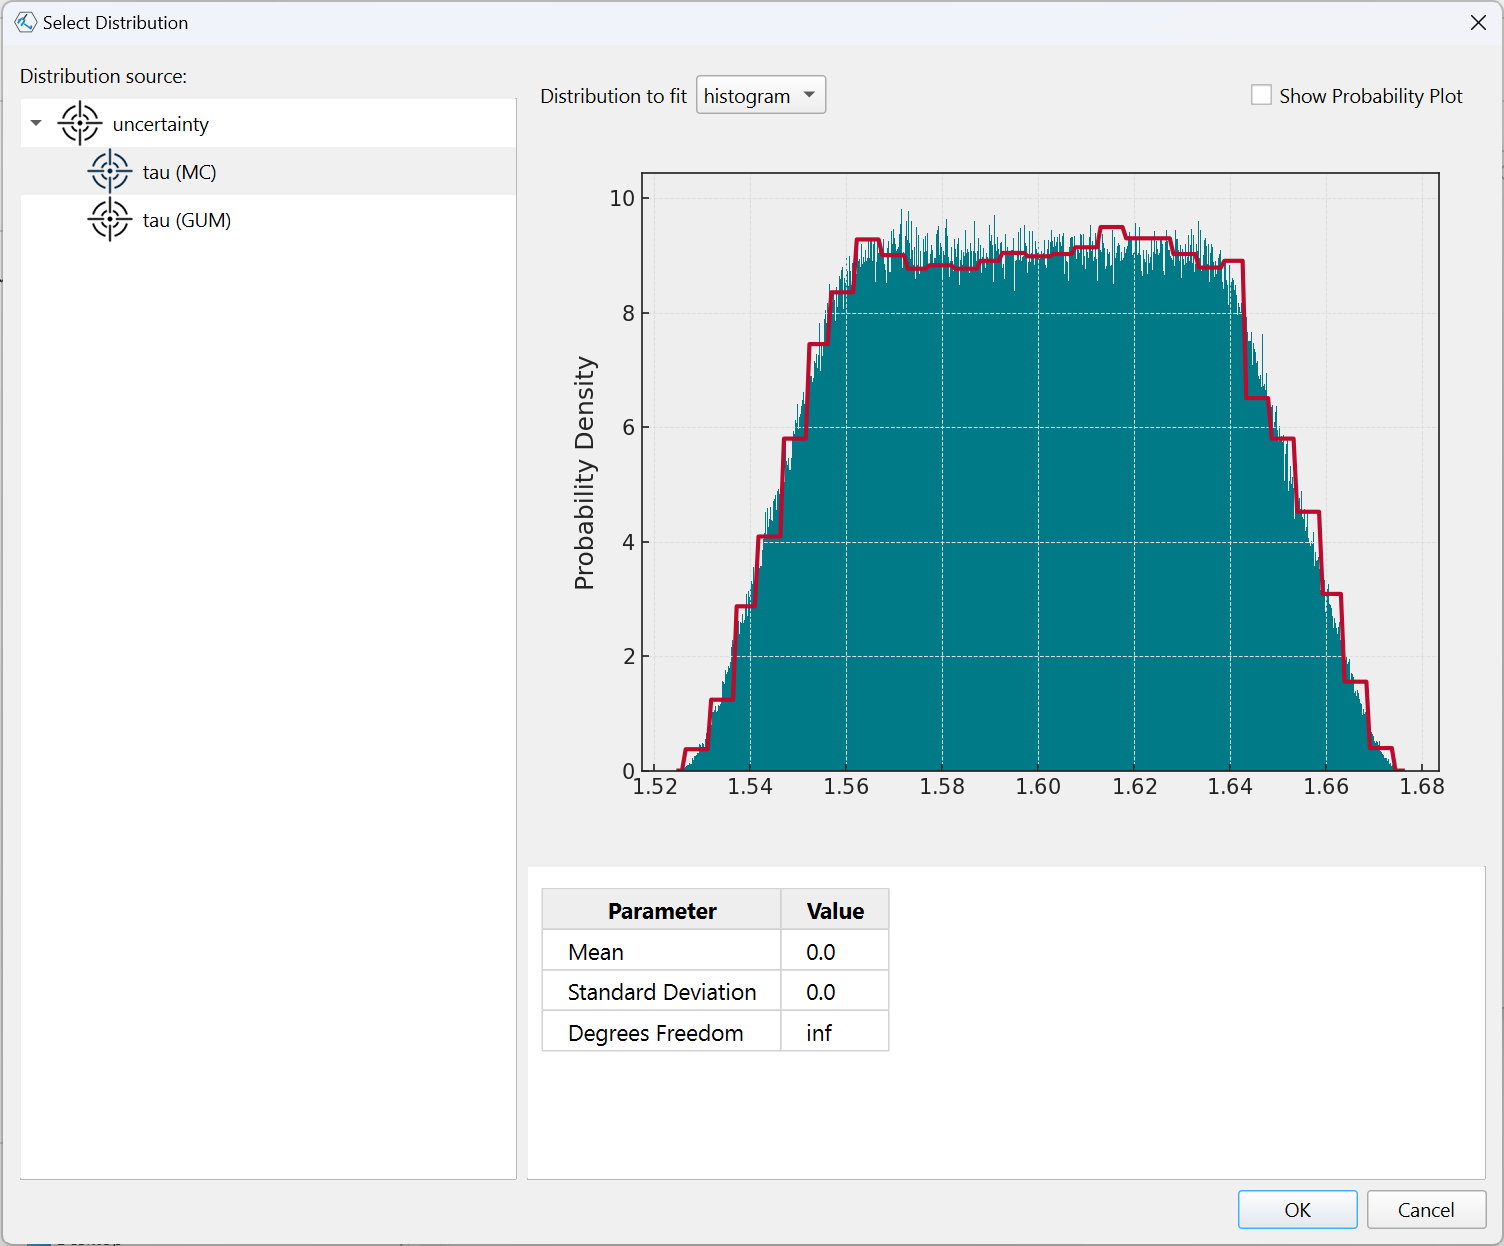 Select Distribution
Distribution source:
uncertainty
tau (MC)
tau (GUM)
Distribution to fit histogram
Show Probability Plot
Probability Density
10
8
6
4
2
0
1.52 1.54 1.56 1.58 1.60 1.62 1.64 1.66 1.68
Parameter Value
Mean 0.0
Standard Deviation 0.0
Degrees Freedom inf
OK Cancel